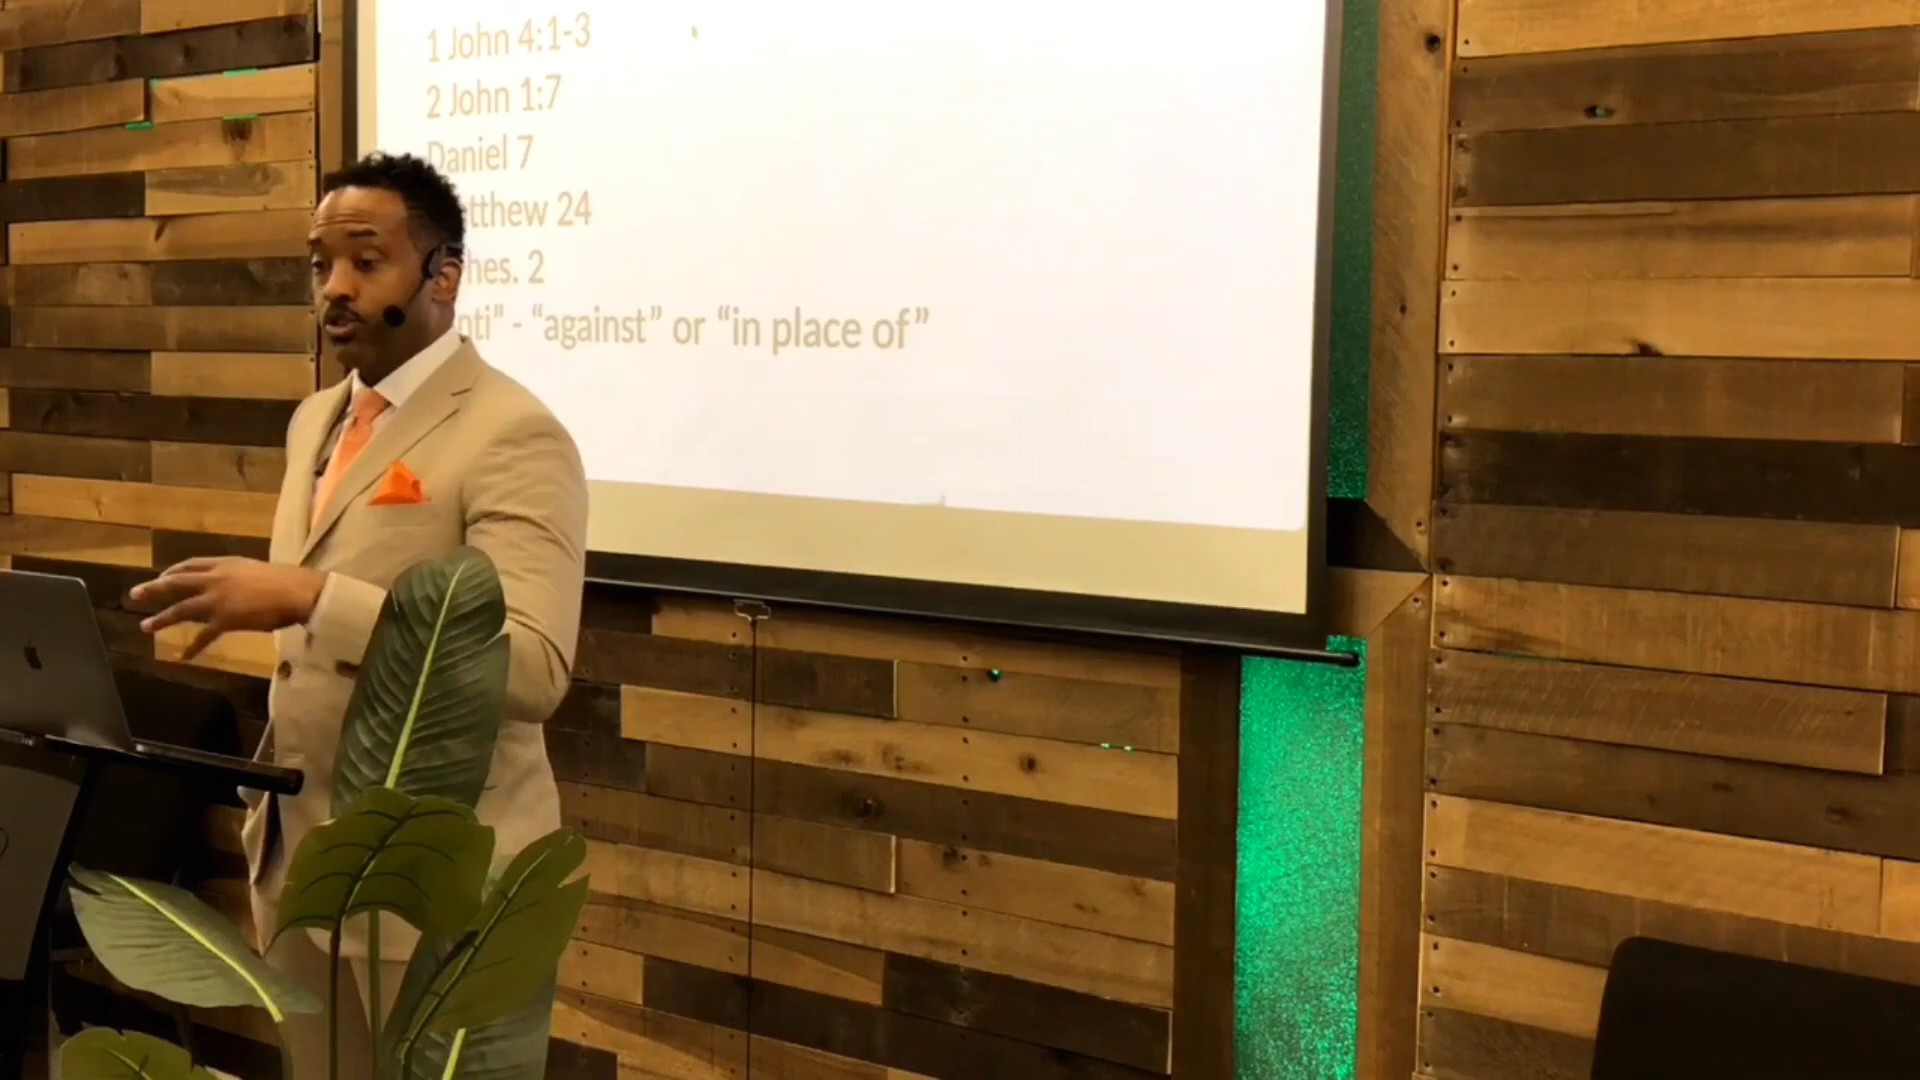 1 John 4:1-3
2 John 1:7
Daniel 7
tthew 24
hes. 2
nti” - “against” or “in place of”